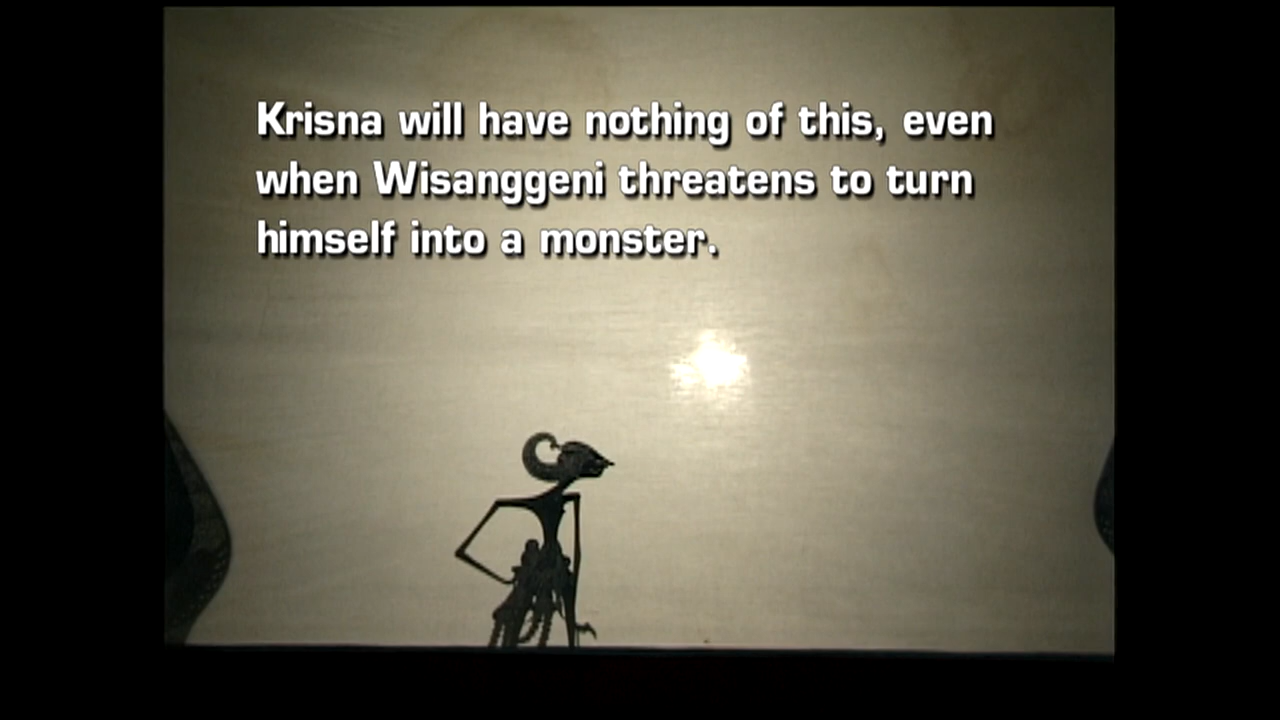 Krisna will have nothing of this, even
when Wisanggeni threatens to turn
himself into a monster.